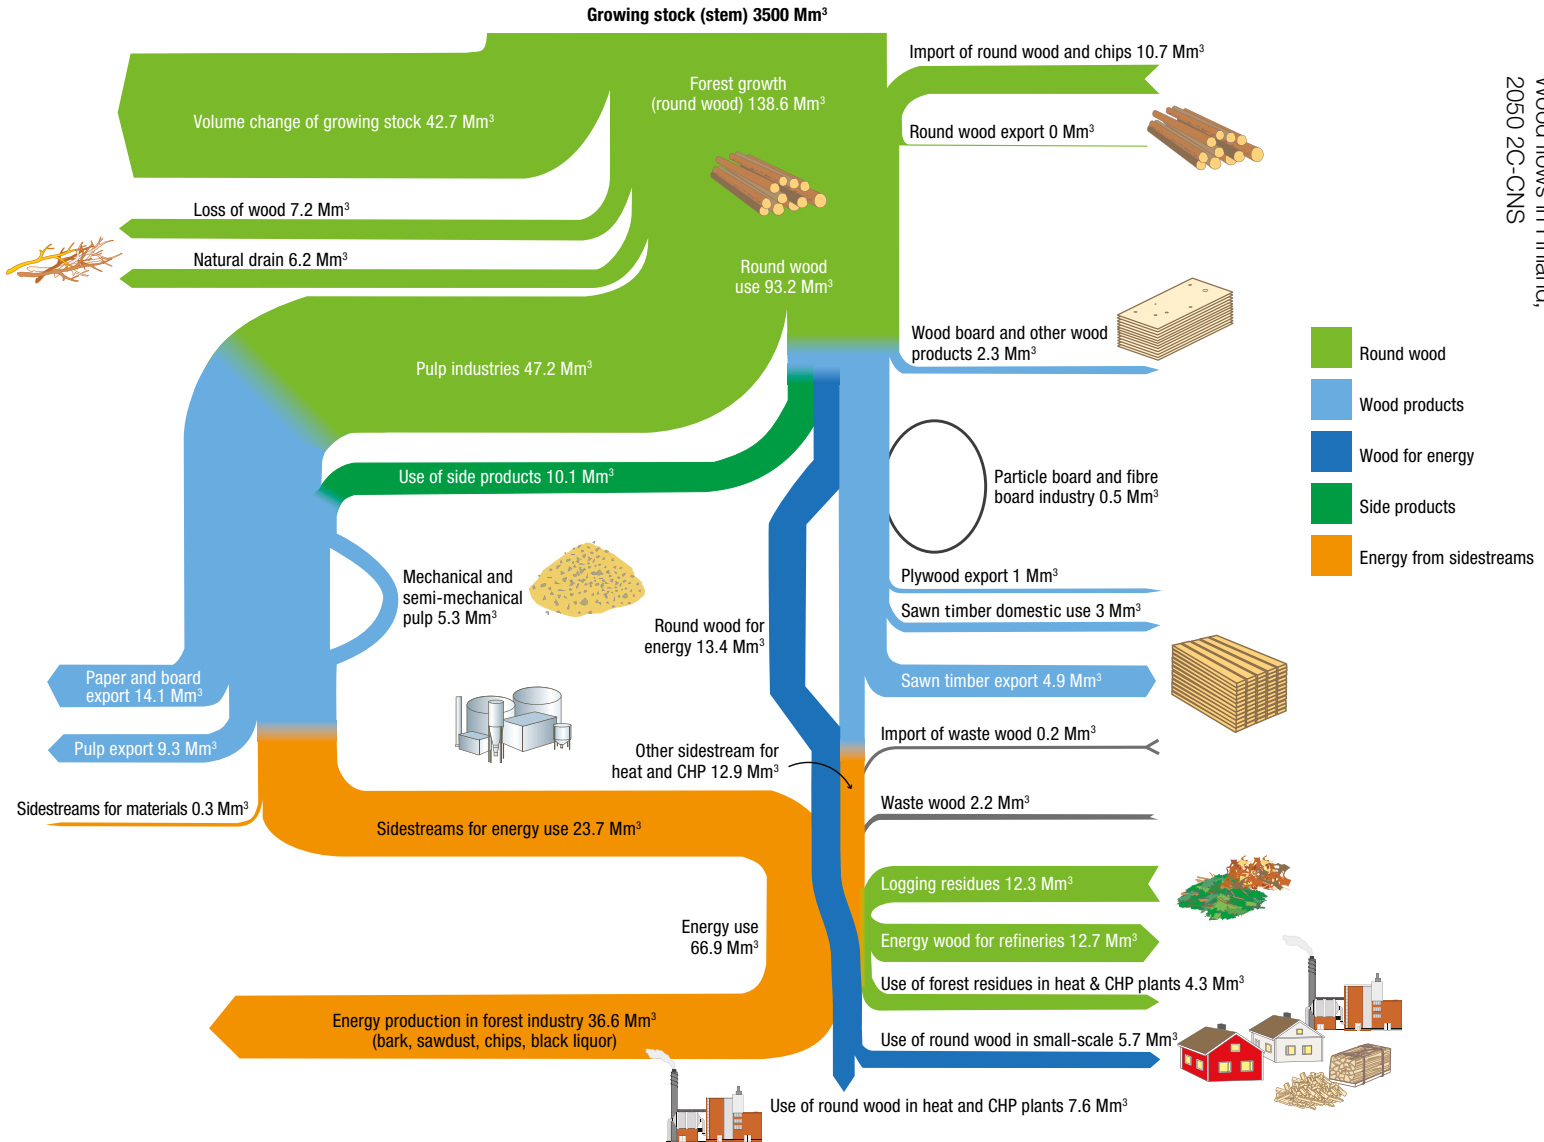 Growing stock (stem) 3500 Mm³
Import of round wood and chips 10.7 Mm³
Forest growth
(round wood) 138.6 Mm³
Volume change of growing stock 42.7 Mm³
Round wood export 0 Mm³
Wood flows in Finland,
2050 2C-CNS
Loss of wood 7.2 Mm³
Natural drain 6.2 Mm³
Round wood
use 93.2 Mm³
Wood board and other wood
products 2.3 Mm³
Pulp industries 47.2 Mm³
Round wood
Wood products
Wood for energy
Side products
Energy from sidestreams
Use of side products 10.1 Mm³
Particle board and fibre
board industry 0.5 Mm³
Mechanical and
semi-mechanical
pulp 5.3 Mm³
Plywood export 1 Mm³
Sawn timber domestic use 3 Mm³
Round wood for
energy 13.4 Mm³
Paper and board
export 14.1 Mm³
Sawn timber export 4.9 Mm³
Pulp export 9.3 Mm³
Import of waste wood 0.2 Mm³
Other sidestream for
heat and CHP 12.9 Mm³
Sidestreams for materials 0.3 Mm³
Waste wood 2.2 Mm³
Sidestreams for energy use 23.7 Mm³
Logging residues 12.3 Mm³
Energy use
66.9 Mm³
Energy wood for refineries 12.7 Mm³
Use of forest residues in heat & CHP plants 4.3 Mm³
Energy production in forest industry 36.6 Mm³
(bark, sawdust, chips, black liquor)
Use of round wood in small-scale 5.7 Mm³
Use of round wood in heat and CHP plants 7.6 Mm³